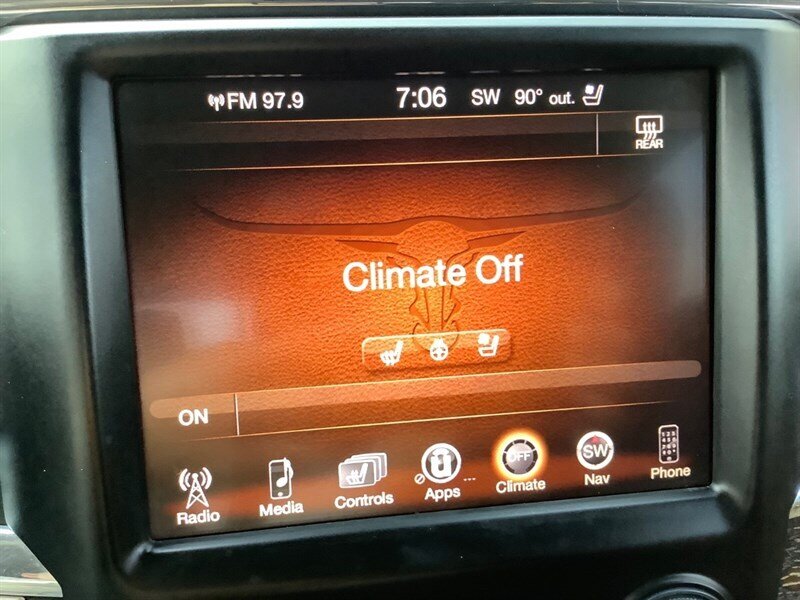 FM 97.9 7:06 SW 90° out.
REAR
Climate Off
ON
OFF SW
Radio Media Controls Apps ... Climate Nav Phone